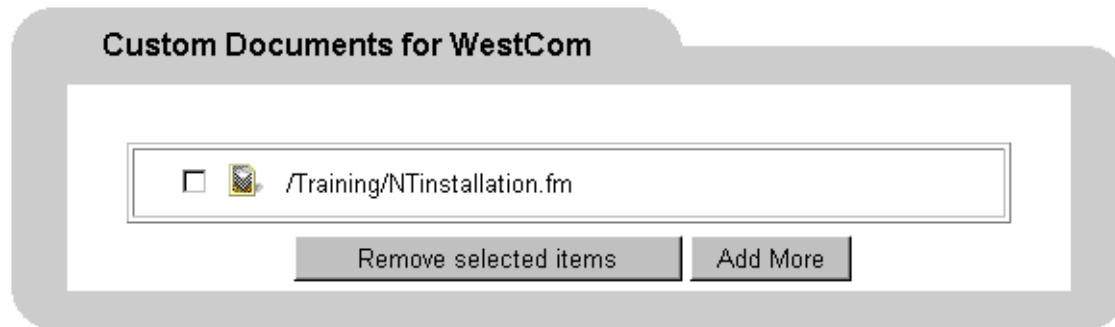 Custom Documents for WestCom
/Training/NTinstallation.fm
Remove selected items Add More